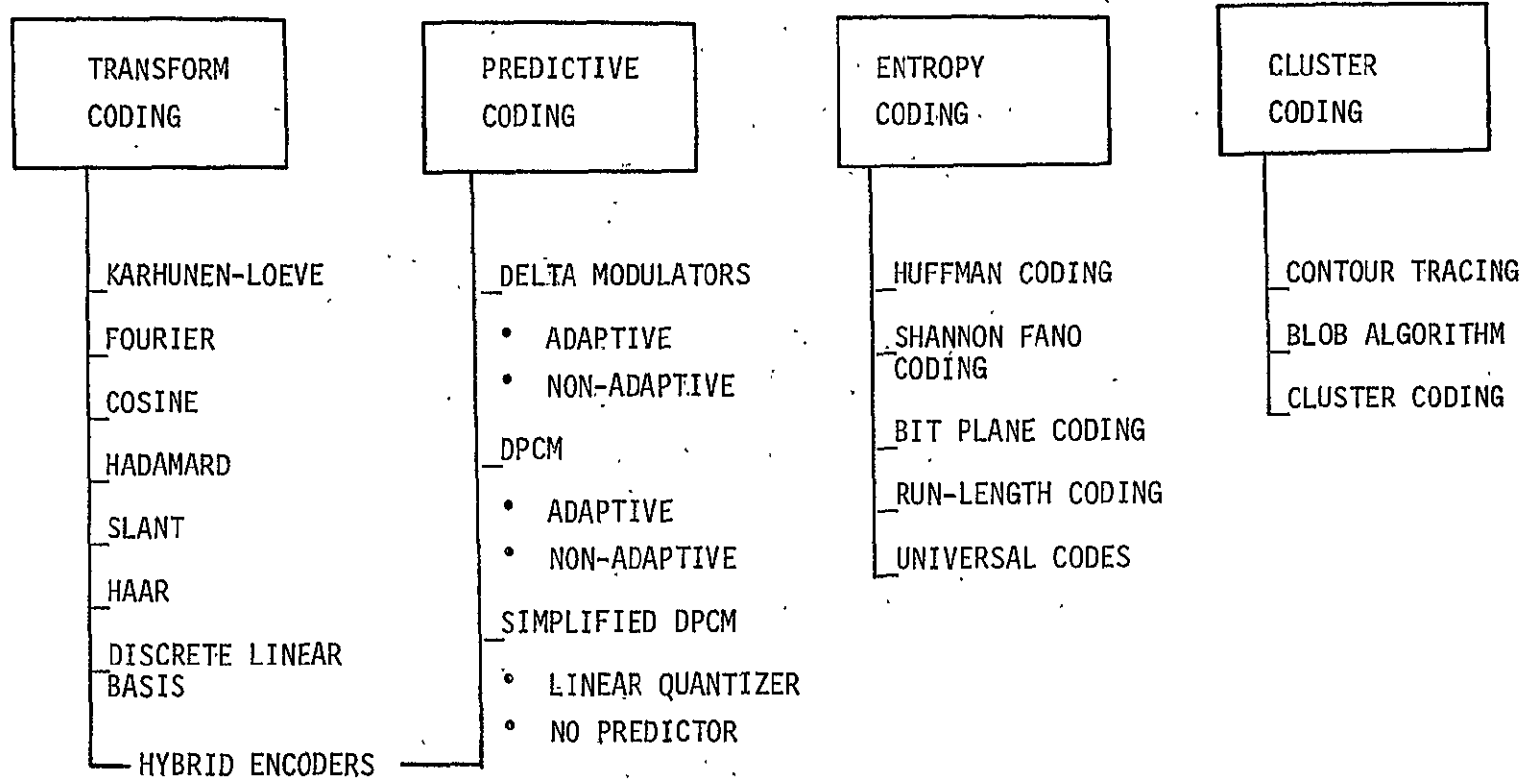 TRANSFORM
CODING
KARHUNEN-LOEVE
FOURIER
COSINE
HADAMARD
SLANT
HAAR
DISCRETE LINEAR
BASIS
HYBRID ENCODERS
PREDICTIVE
CODING
DELTA MODULATORS
• ADAPTIVE
• NON-ADAPTIVE
DPCM
• ADAPTIVE
• NON-ADAPTIVE
SIMPLIFIED DPCM
• LINEAR QUANTIZER
• NO PREDICTOR
ENTROPY
CODING
HUFFMAN CODING
SHANNON FANO
CODING
BIT PLANE CODING
RUN-LENGTH CODING
UNIVERSAL CODES
CLUSTER
CODING
CONTOUR TRACING
BLOB ALGORITHM
CLUSTER CODING